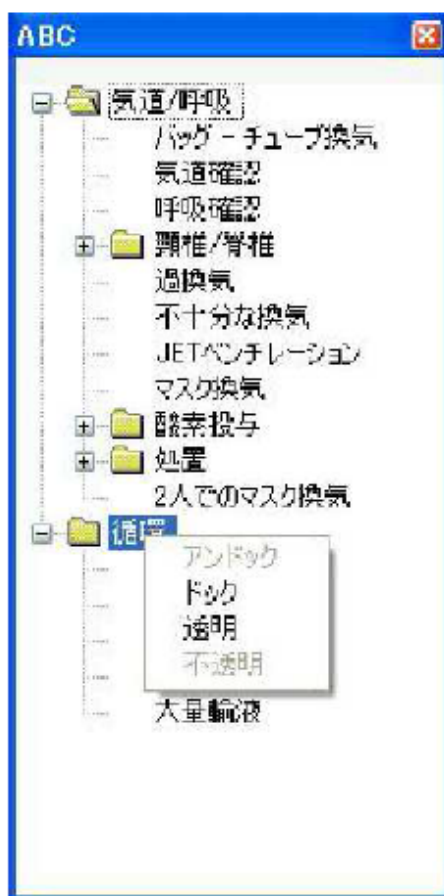 ABC
気道/呼吸
バッグ－チューブ換気
気道確認
呼吸確認
頸椎/脊椎
過換気
不十分な換気
JETベンチレーション
マスク換気
酸素投与
処置
2人でのマスク換気
循環
アンドック
ドック
透明
不透明
大量輸液